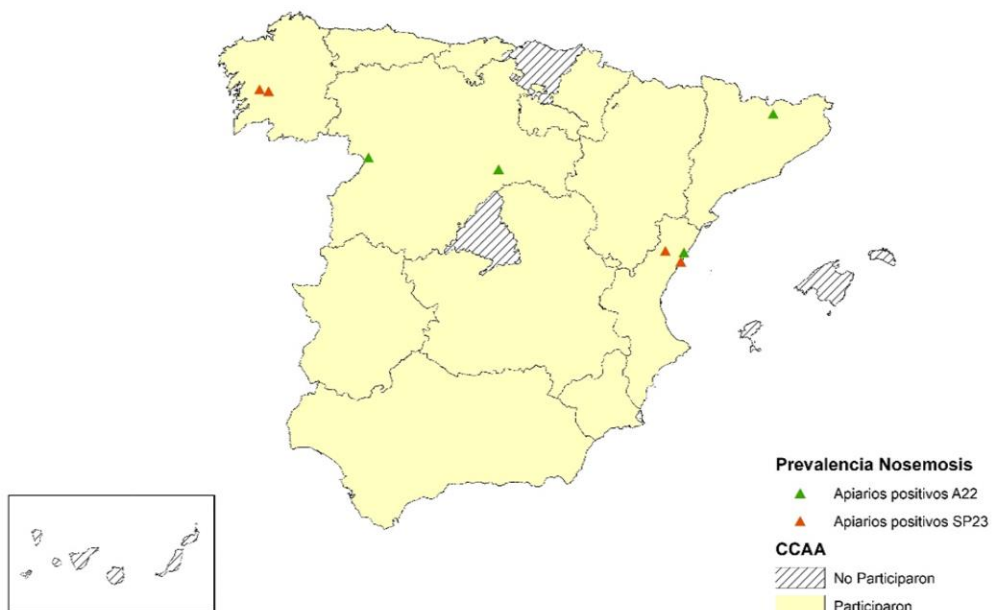 Prevalencia Nosemosis
Apiarios positivos A22
Apiarios positivos SP23
CCAA
No Participaron
Participaron